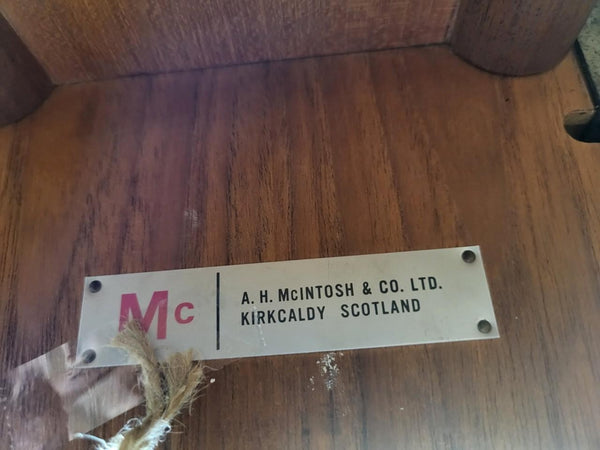 Mc
A. H. McINTOSH & CO. LTD.
KIRKCALDY SCOTLAND